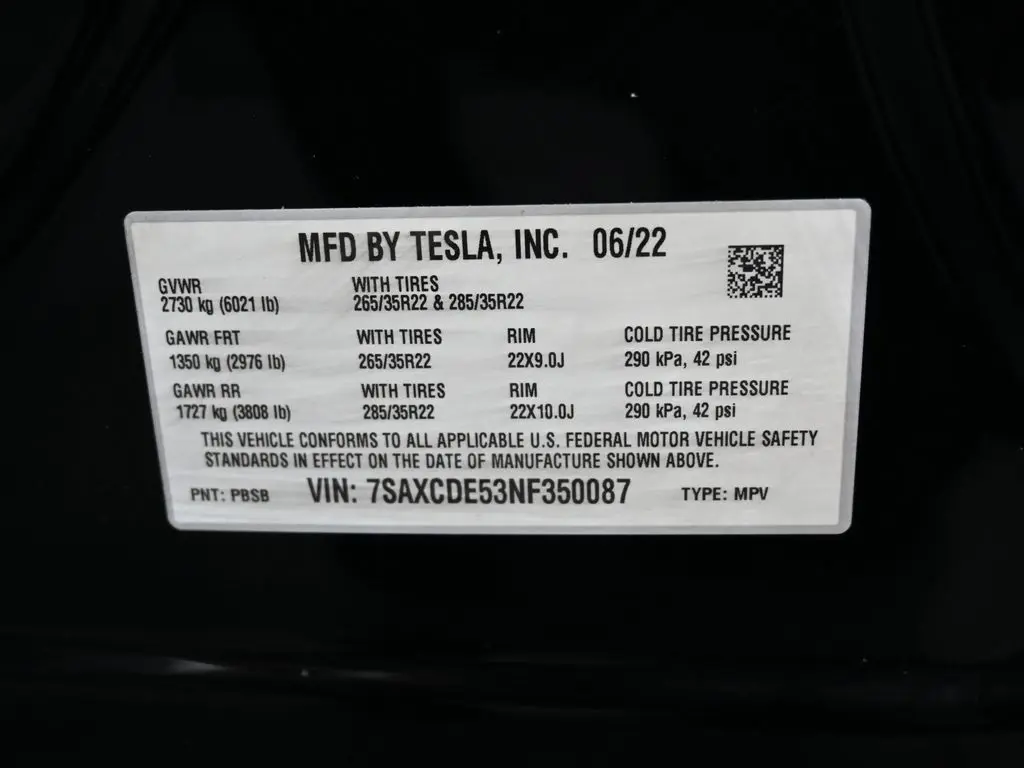 MFD BY TESLA, INC. 06/22
GVWR WITH TIRES
2730 kg (6021 lb) 265/35R22 & 285/35R22
GAWR FRT WITH TIRES RIM COLD TIRE PRESSURE
1350 kg (2976 lb) 265/35R22 22X9.0J 290 kPa, 42 psi
GAWR RR WITH TIRES RIM COLD TIRE PRESSURE
1727 kg (3808 lb) 285/35R22 22X10.0J 290 kPa, 42 psi
THIS VEHICLE CONFORMS TO ALL APPLICABLE U.S. FEDERAL MOTOR VEHICLE SAFETY
STANDARDS IN EFFECT ON THE DATE OF MANUFACTURE SHOWN ABOVE.
PNT: PBSB VIN: 7SAXCDE53NF350087 TYPE: MPV